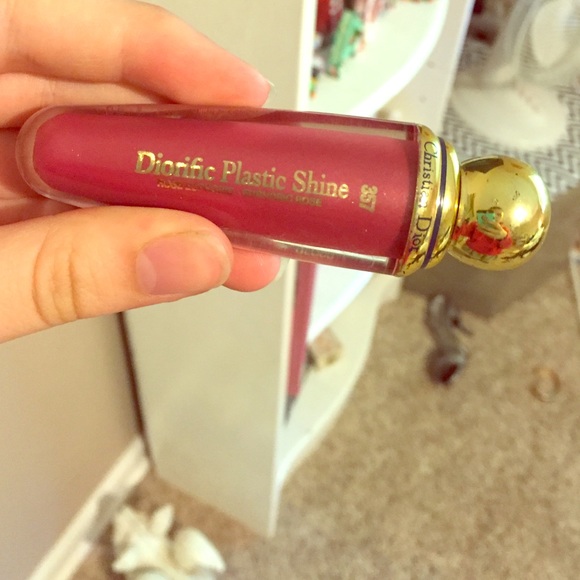 Diorific Plastic Shine
357
Christian Dior